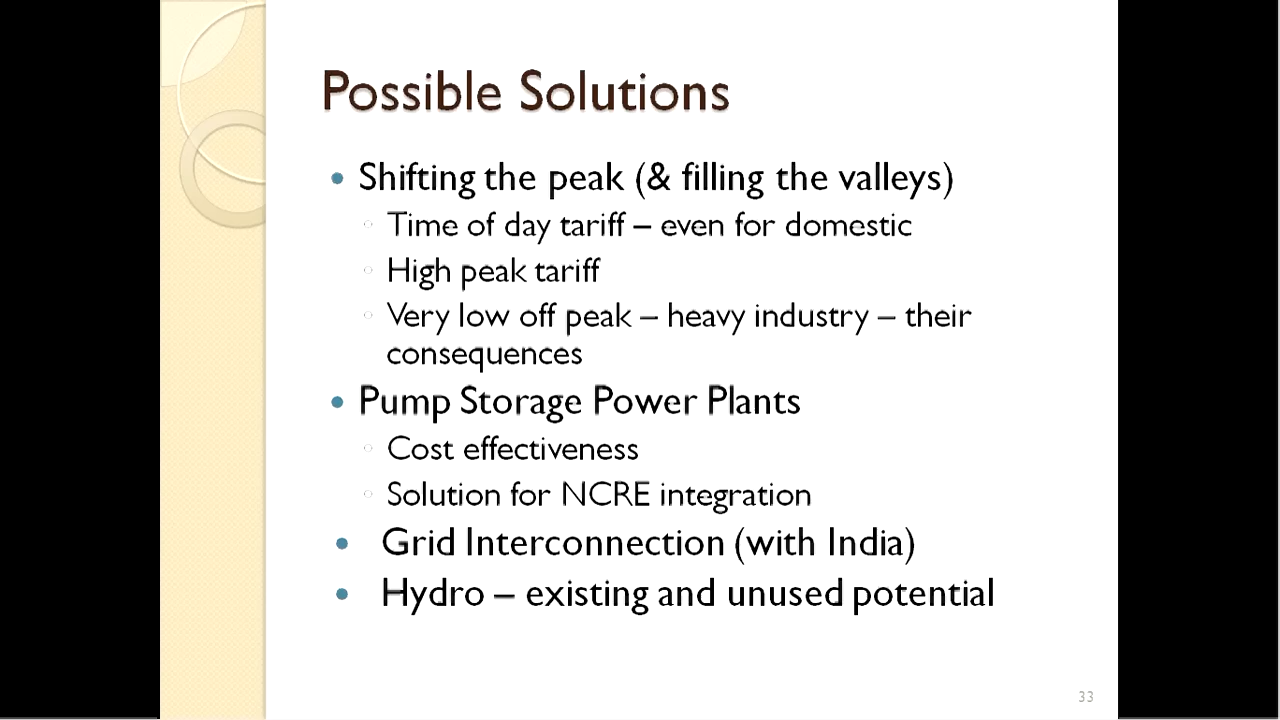 Possible Solutions
• Shifting the peak (& filling the valleys)
◦ Time of day tariff – even for domestic
◦ High peak tariff
◦ Very low off peak – heavy industry – their
consequences
• Pump Storage Power Plants
◦ Cost effectiveness
◦ Solution for NCRE integration
• Grid Interconnection (with India)
• Hydro – existing and unused potential
33